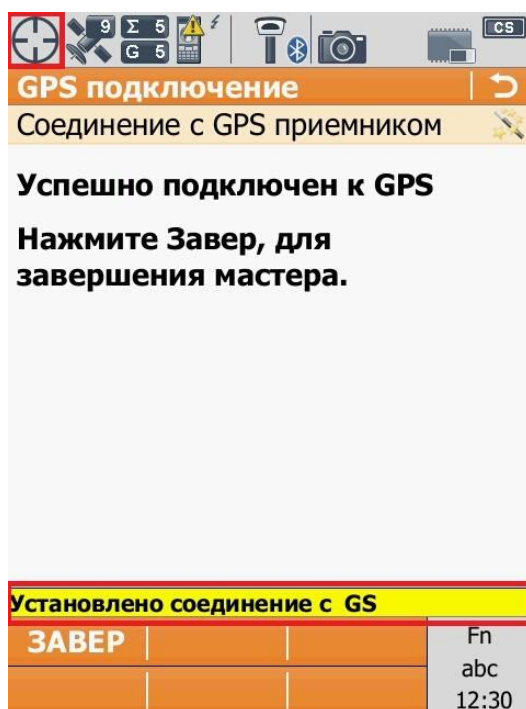 9 Σ 5 CS
G 5
GPS подключение
Соединение с GPS приемником
Успешно подключен к GPS
Нажмите Завер, для
завершения мастера.
Установлено соединение с GS
ЗАВЕР Fn
abc
12:30